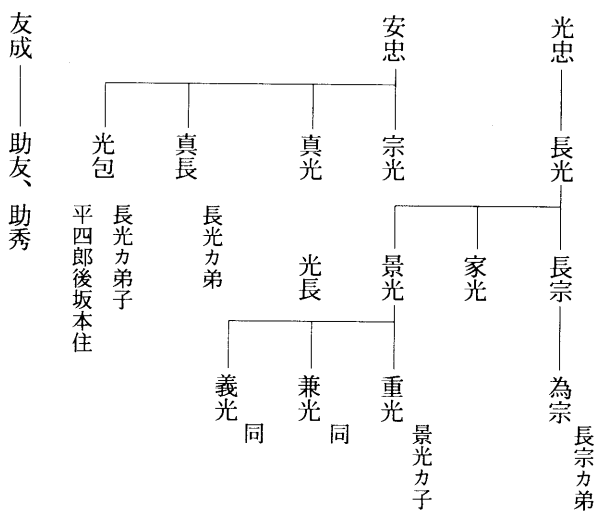 光忠
長光
長宗
為宗
長宗カ弟
家光
景光
重光
景光カ子
兼光
同
義光
同
光長
安忠
宗光
真光
真長
長光カ弟
光包
長光カ弟子
平四郎後坂本住
友成
助友、助秀